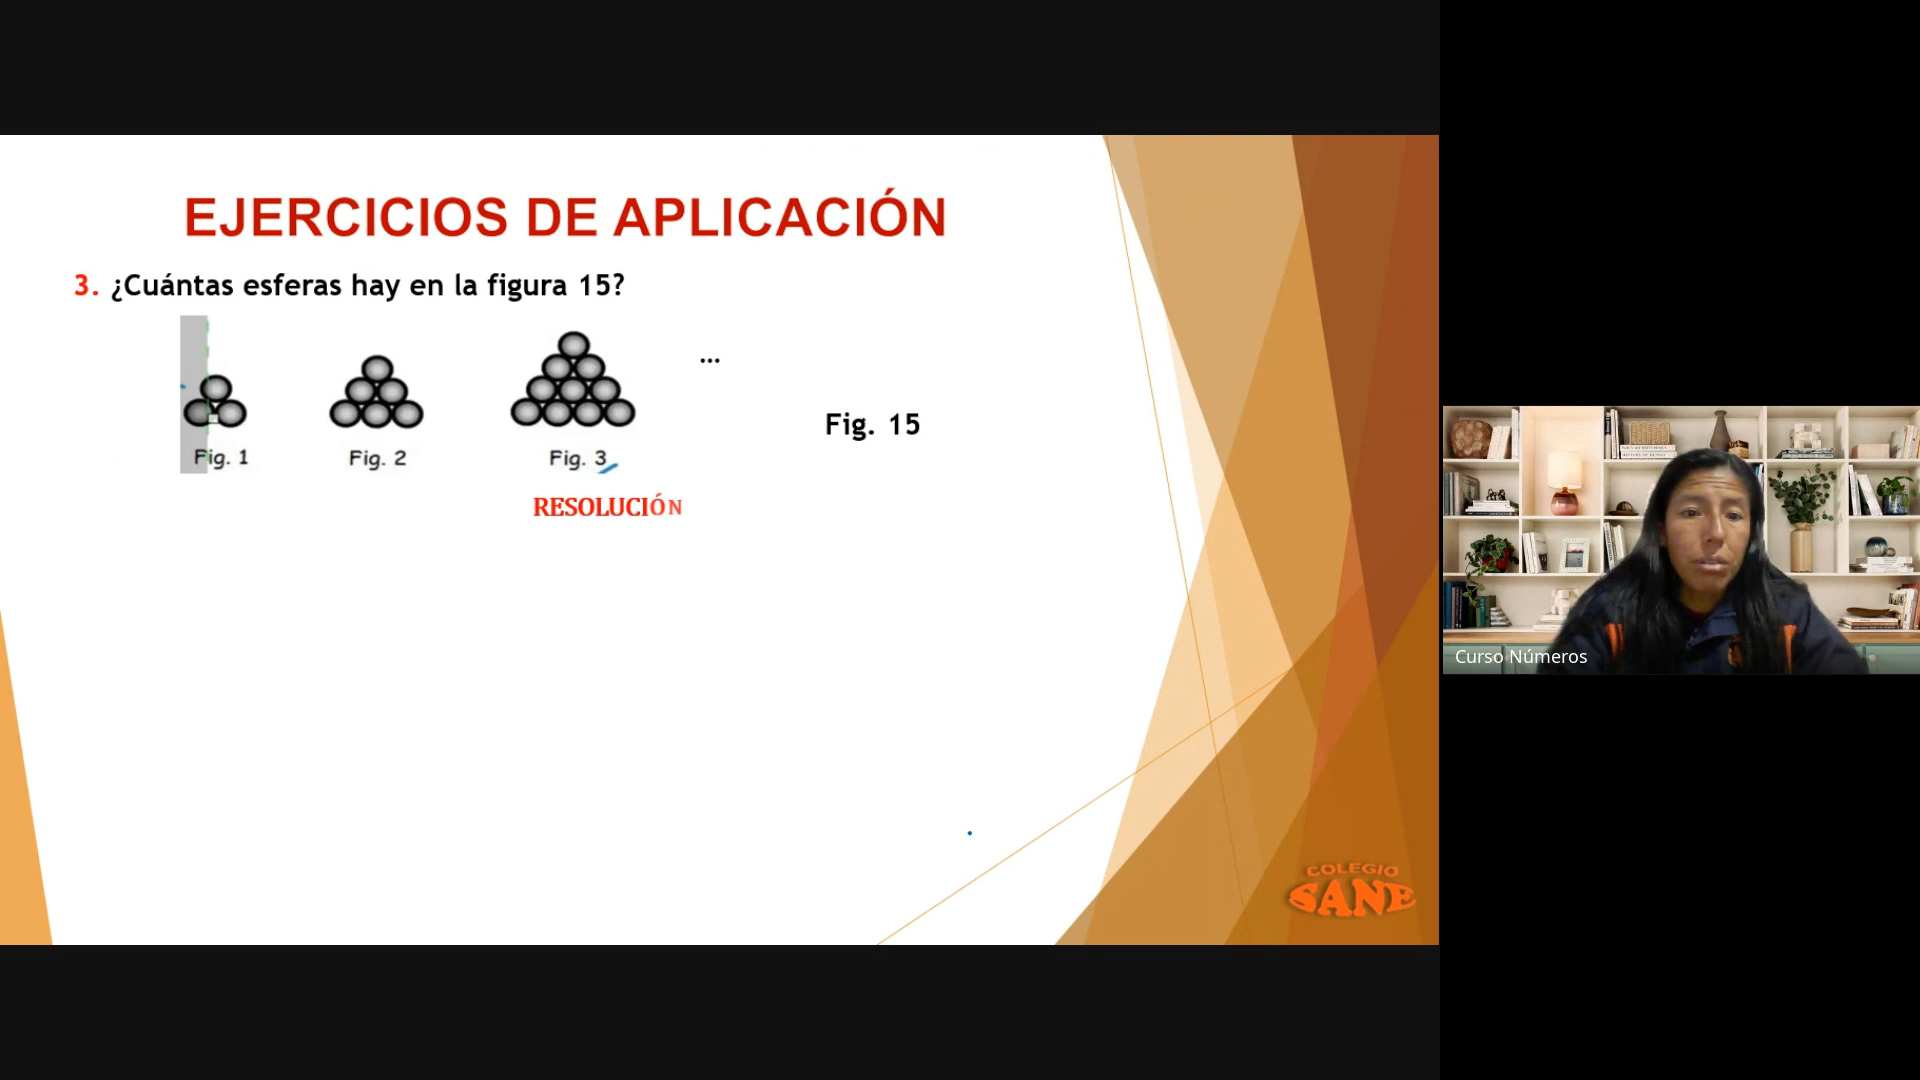 EJERCICIOS DE APLICACIÓN
3. ¿Cuántas esferas hay en la figura 15?
...
Fig. 15
Fig. 1
Fig. 2
Fig. 3
RESOLUCIÓN
Curso Números
COLEGIO
SANE